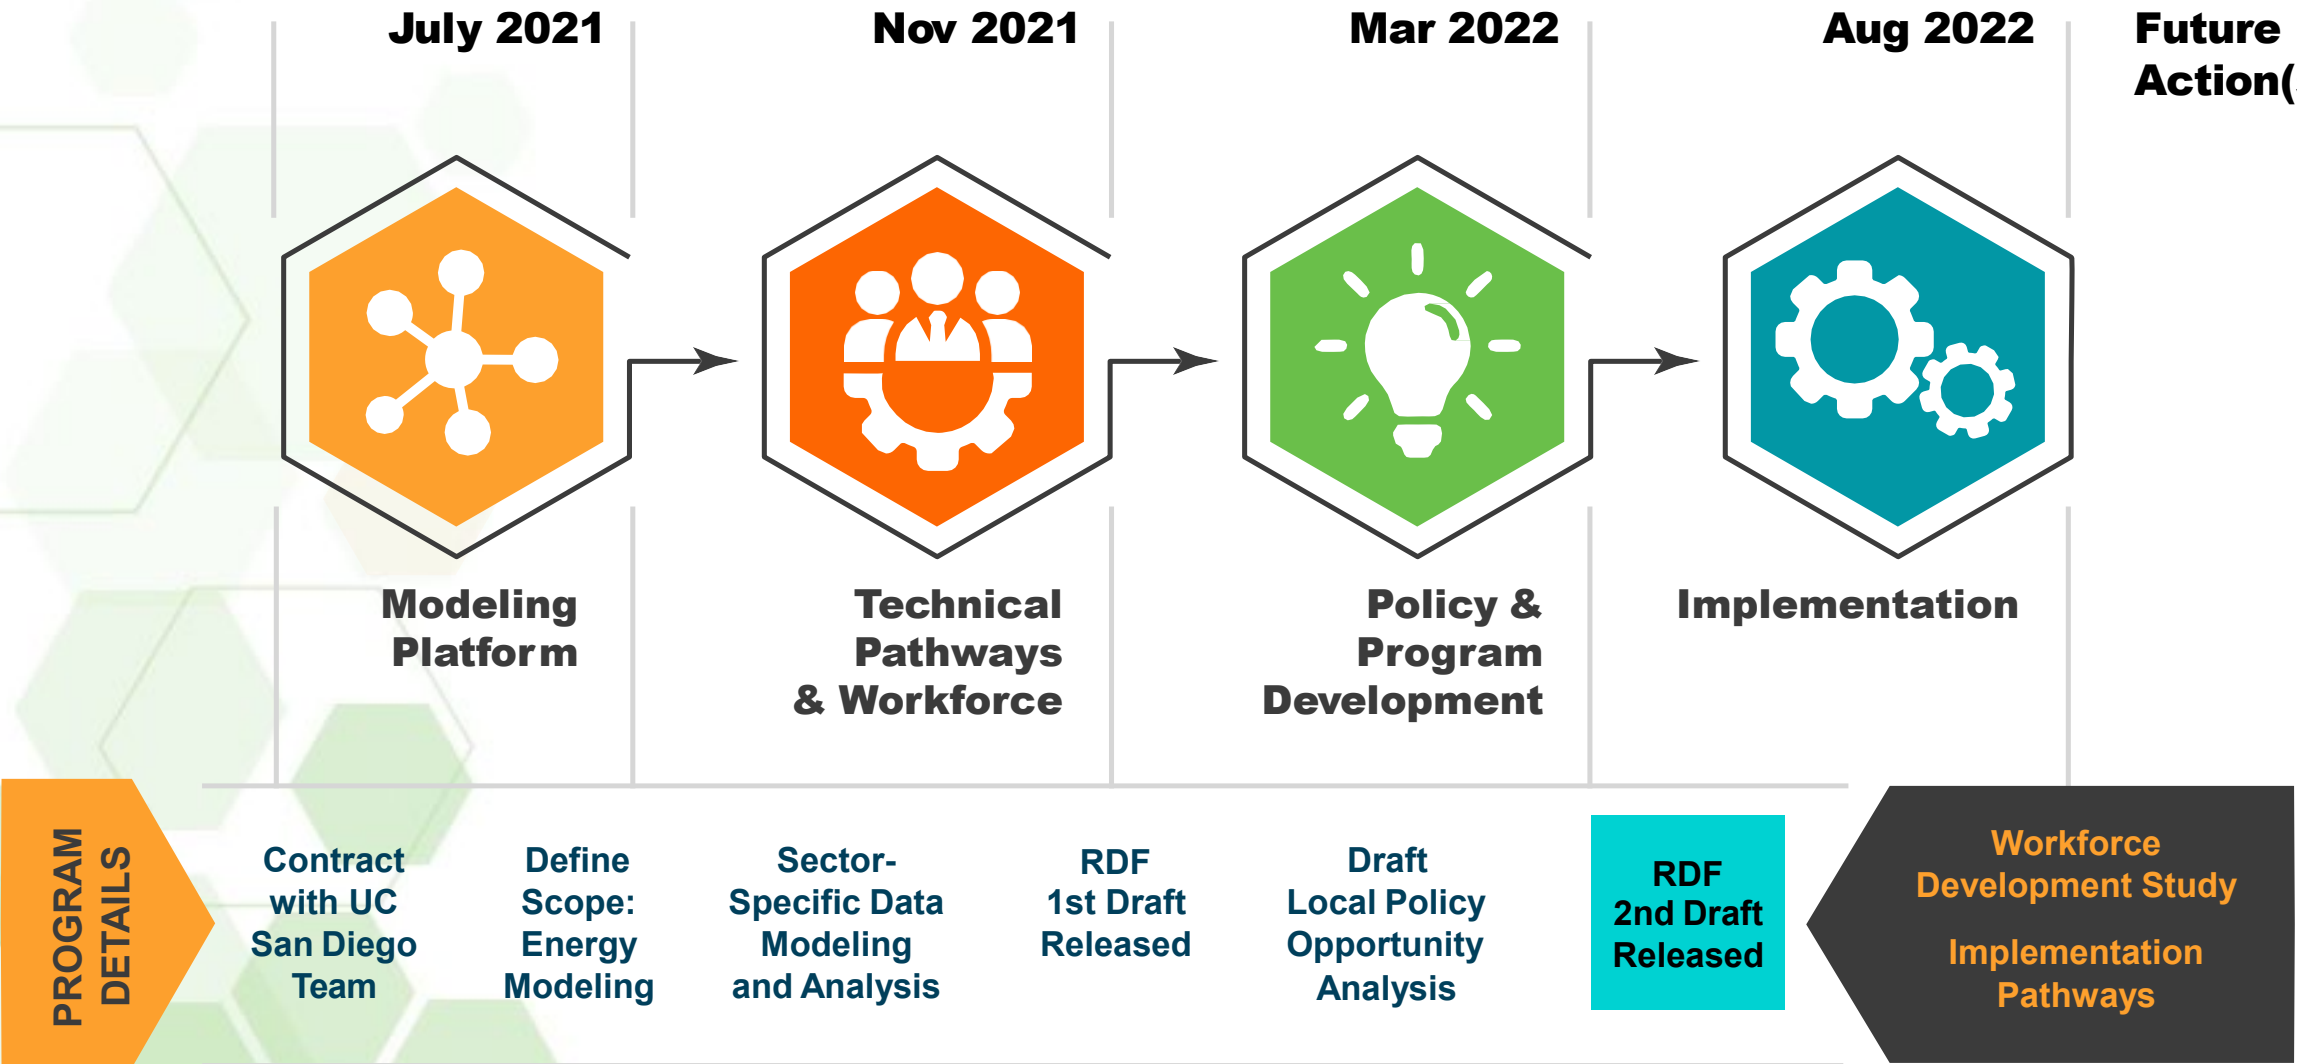 July 2021
Nov 2021
Mar 2022
Aug 2022
Future
Action(
Modeling
Platform
Technical
Pathways
& Workforce
Policy &
Program
Development
Implementation
PROGRAM
DETAILS
Contract
with UC
San Diego
Team
Define
Scope:
Energy
Modeling
Sector-
Specific Data
Modeling
and Analysis
RDF
1st Draft
Released
Draft
Local Policy
Opportunity
Analysis
RDF
2nd Draft
Released
Workforce
Development Study
Implementation
Pathways